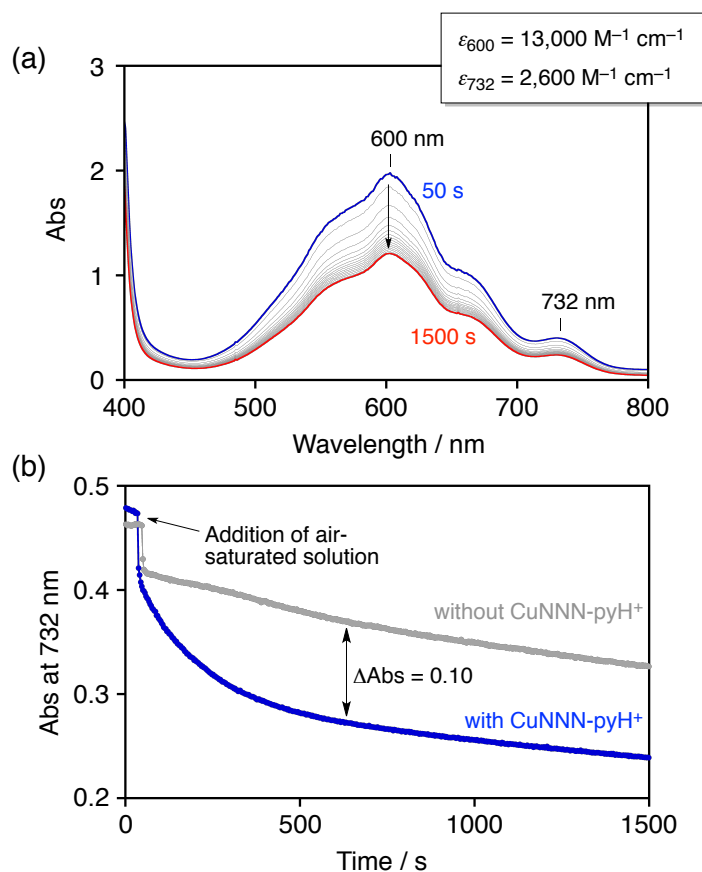 ε600 = 13,000 M–1 cm–1
ε732 = 2,600 M–1 cm–1
(a)
3
2
1
0
Abs
600 nm
50 s
1500 s
732 nm
400
500
600
700
800
Wavelength / nm
(b)
0.5
0.4
0.3
0.2
Abs at 732 nm
Addition of air-
saturated solution
without CuNNN-pyH+
ΔAbs = 0.10
with CuNNN-pyH+
0
500
1000
1500
Time / s